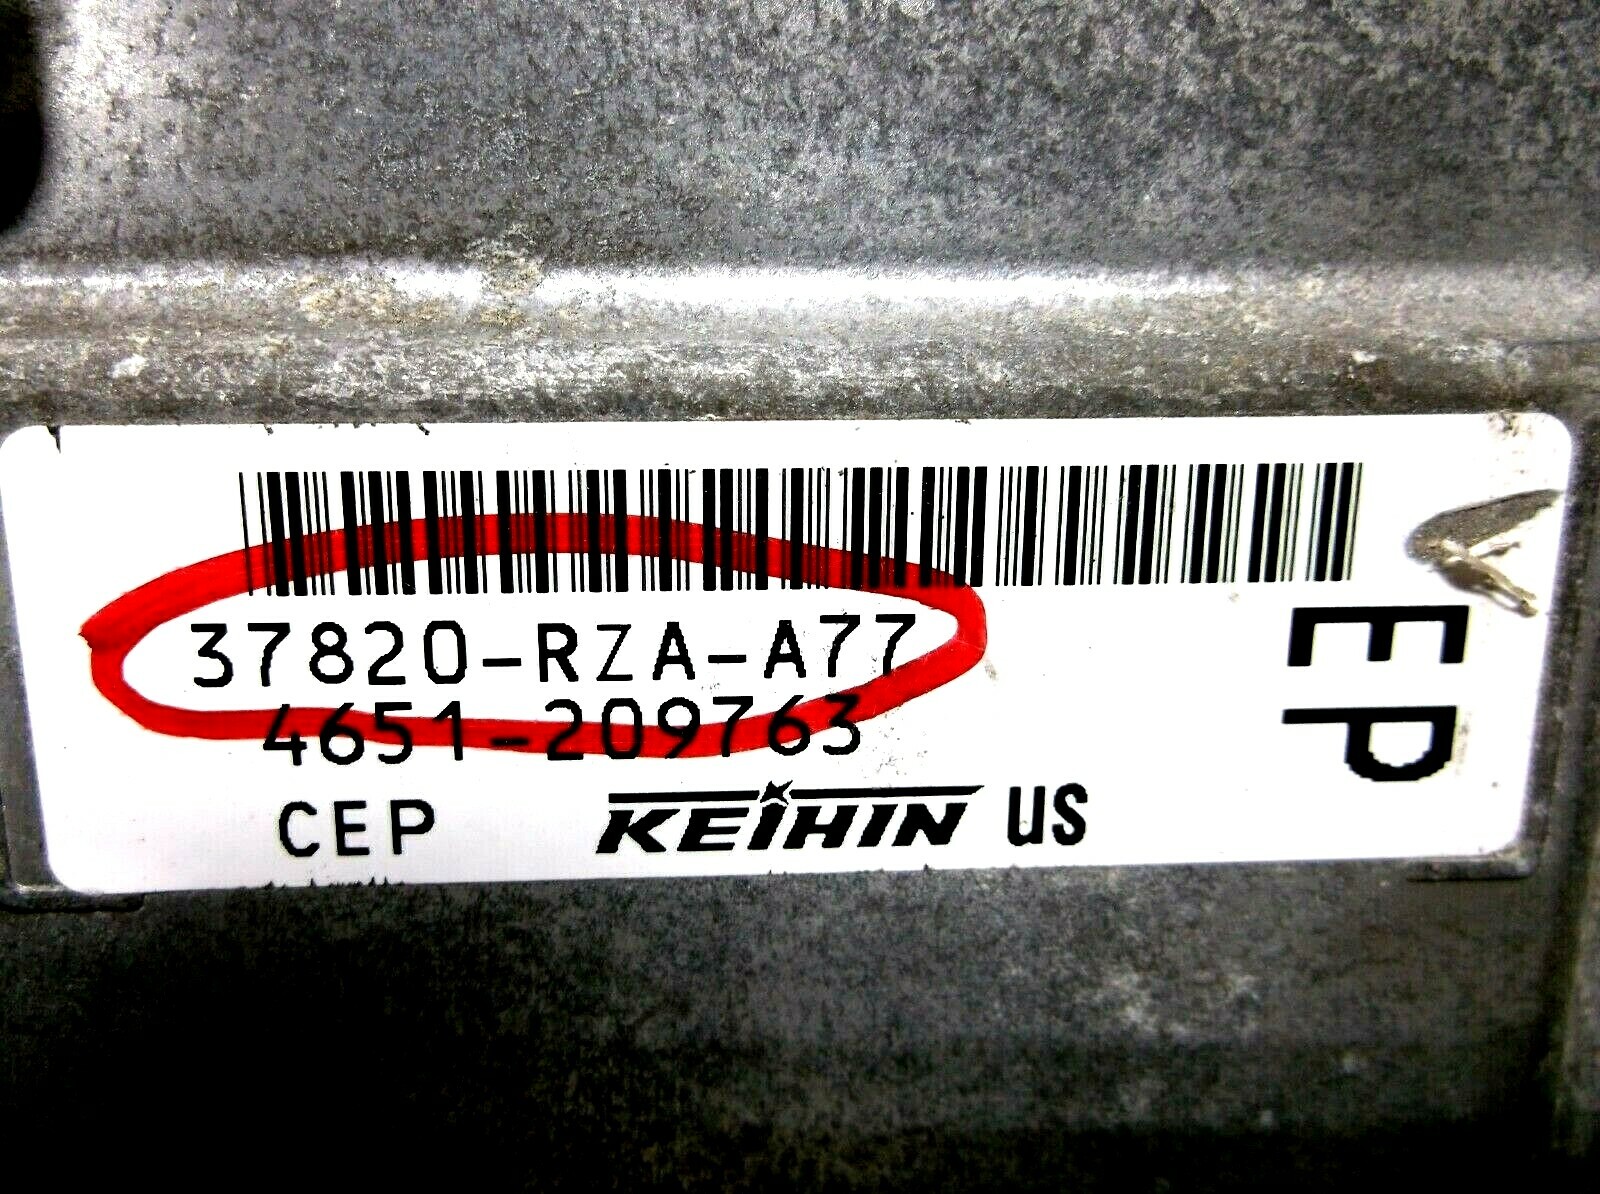 37820-RZA-A77
4651-209763
CEP KEIHIN US
EP